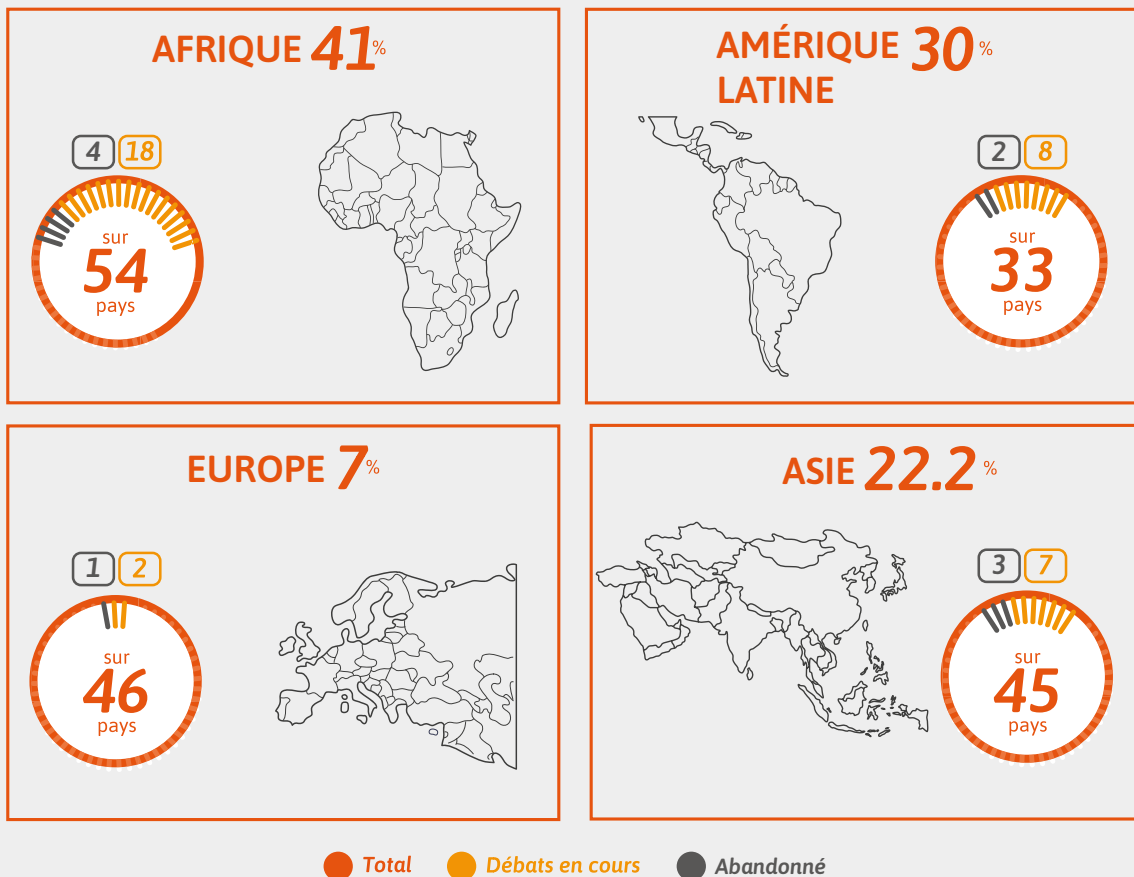 AFRIQUE 41%
4 18
sur
54
pays
AMÉRIQUE 30%
LATINE
2 8
sur
33
pays
EUROPE 7%
1 2
sur
46
pays
ASIE 22.2%
3 7
sur
45
pays
Total Débats en cours Abandonné